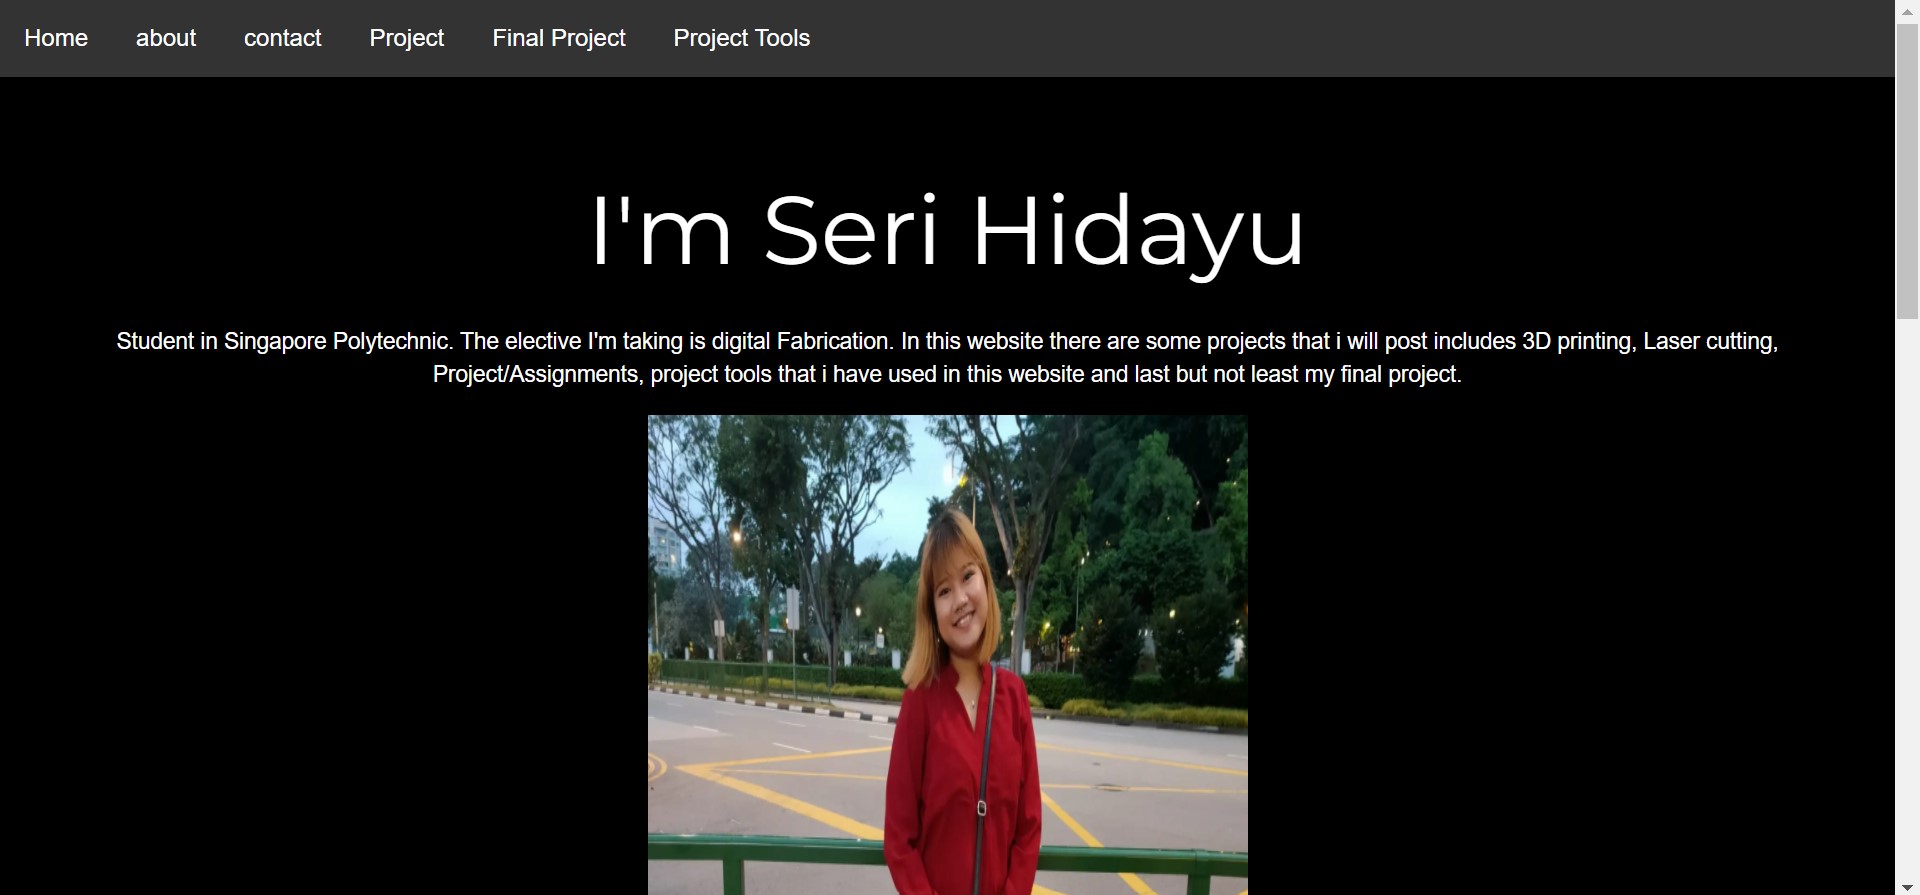 Home about contact Project Final Project Project Tools
I'm Seri Hidayu
Student in Singapore Polytechnic. The elective I'm taking is digital Fabrication. In this website there are some projects that i will post includes 3D printing, Laser cutting,
Project/Assignments, project tools that i have used in this website and last but not least my final project.